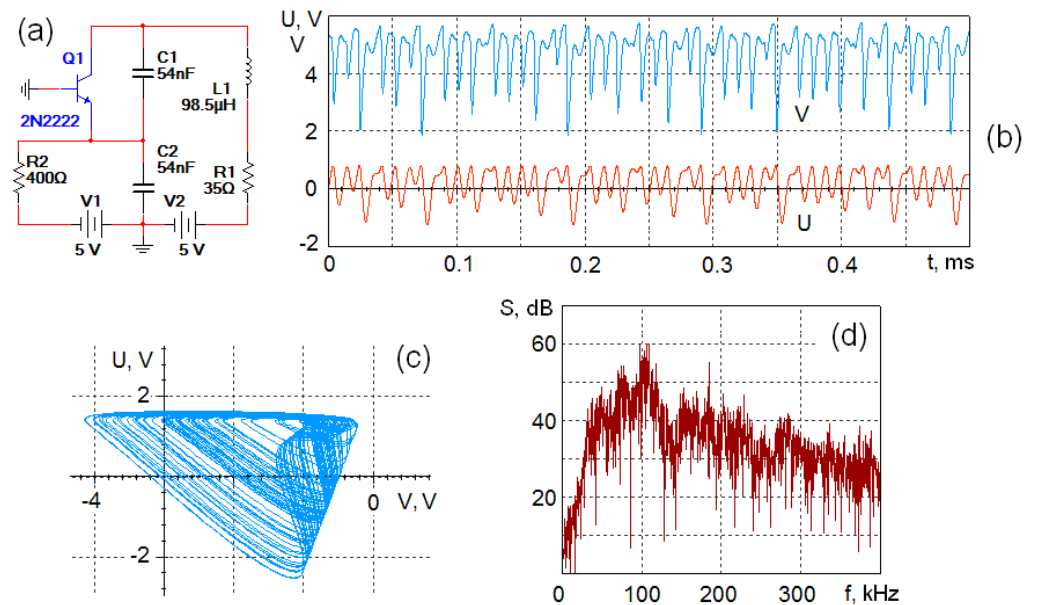 (a)
Q1
2N2222
C1
54nF
L1
98.5µH
C2
54nF
R2
400Ω
R1
35Ω
V1
5 V
V2
5 V
U, V
V
4
2
0
-2
V
U
0
0.1
0.2
0.3
0.4
t, ms
(b)
(c)
U, V
2
-2
-4
0
V, V
S, dB
(d)
60
40
20
0
100
200
300
f, kHz